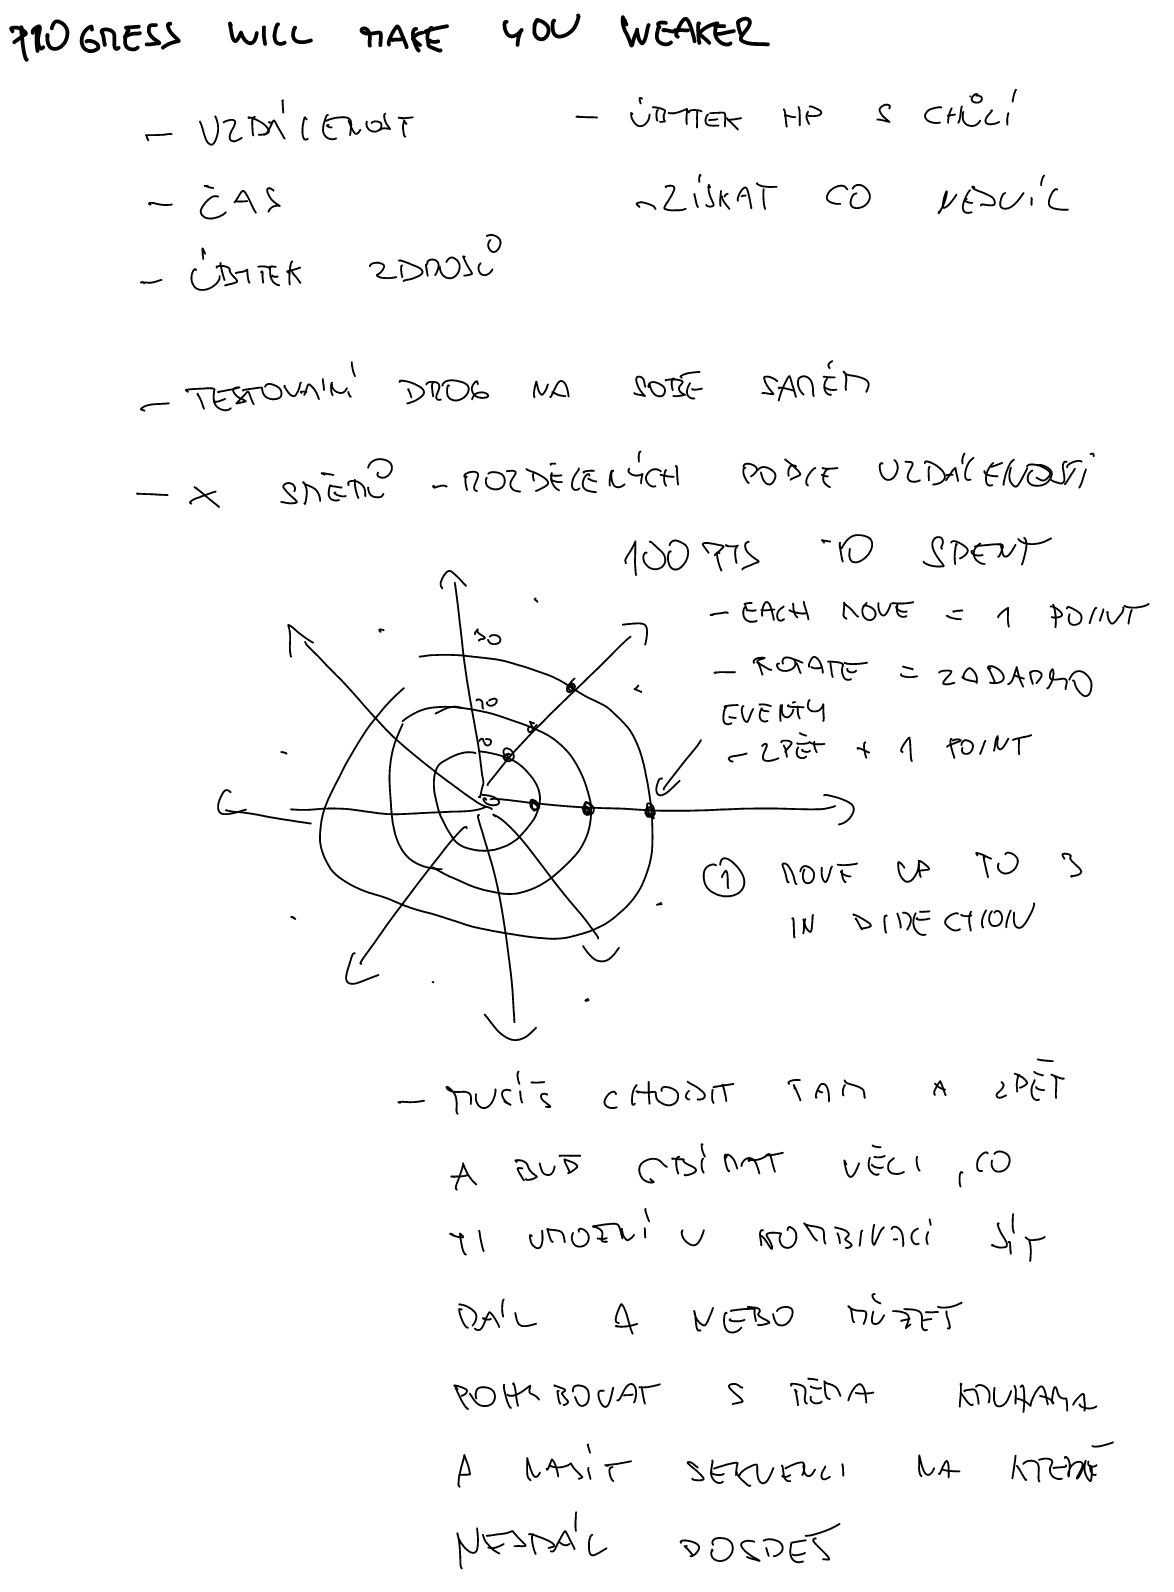 PROGRESS WILL MAKE YOU WEAKER
- VZDÁLENOST
- ČAS
- ÚBYTEK ZDROJŮ
- ÚBYTEK HP S CHŮZÍ
- ZÍSKAT CO NEJVÍC
- TESTOVÁNÍ DROG NA SOBĚ SAMÉM
- X SMĚRŮ - ROZDĚLENÝCH PODLE VZDÁLENOSTI
100 PTS TO SPENT
- EACH MOVE = 1 POINT
- ROTATE = ZADARMO
EVENTY
- ZPĚT + 1 POINT
30
20
10
① MOVE UP TO 3
IN DIRECTION
- MUSÍŠ CHODIT TAM A ZPĚT
A BUĎ SBÍRAT VĚCI, CO
TI UMOŽNÍ V KOMBINACI JÍT
DÁL A NEBO MŮŽEŠ
POHYBOVAT S TĚMA KRUHAMA
A NAJÍT SEKVENCI NA KTERÉ
NEJDÁL DOJDEŠ